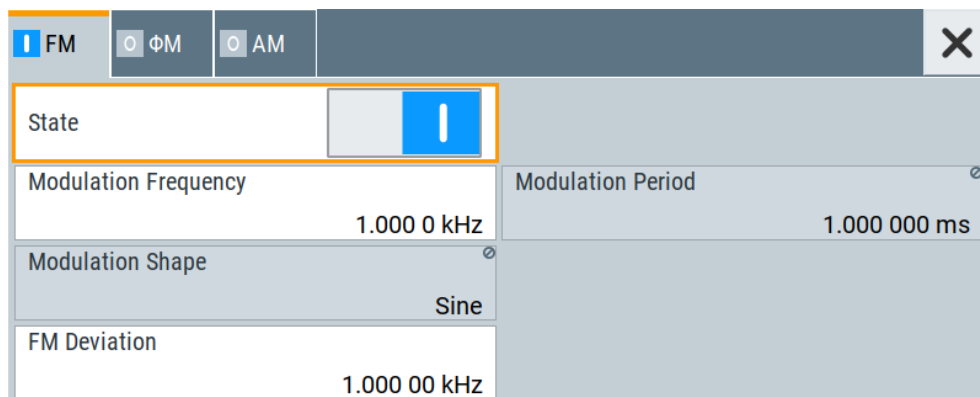 FM ΦM AM
State
Modulation Frequency Modulation Period
1.000 0 kHz 1.000 000 ms
Modulation Shape
Sine
FM Deviation
1.000 00 kHz